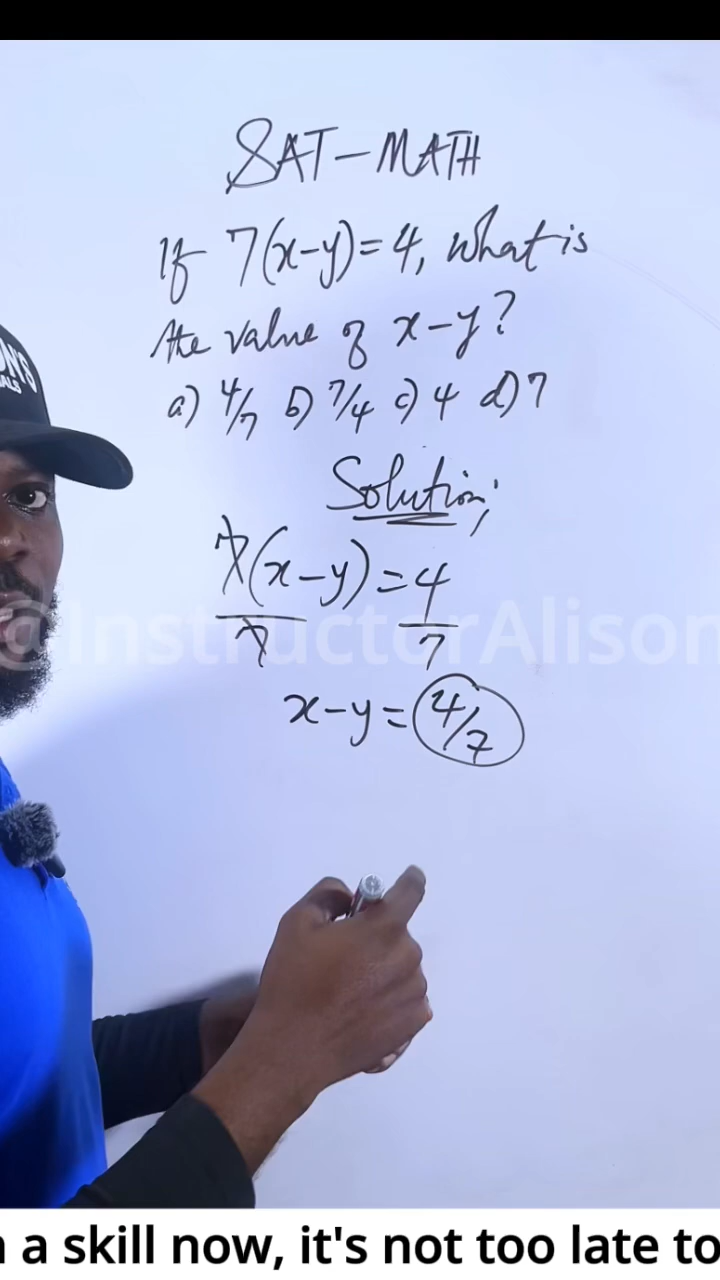 SAT-MATH
If 7(x-y)=4, what is
the value of x-y?
a) 4/7 b) 7/4 c) 4 d) 7
Solution;
7(x-y)=4
7 7
x-y=4/7
@InstructorAlison
a skill now, it's not too late to